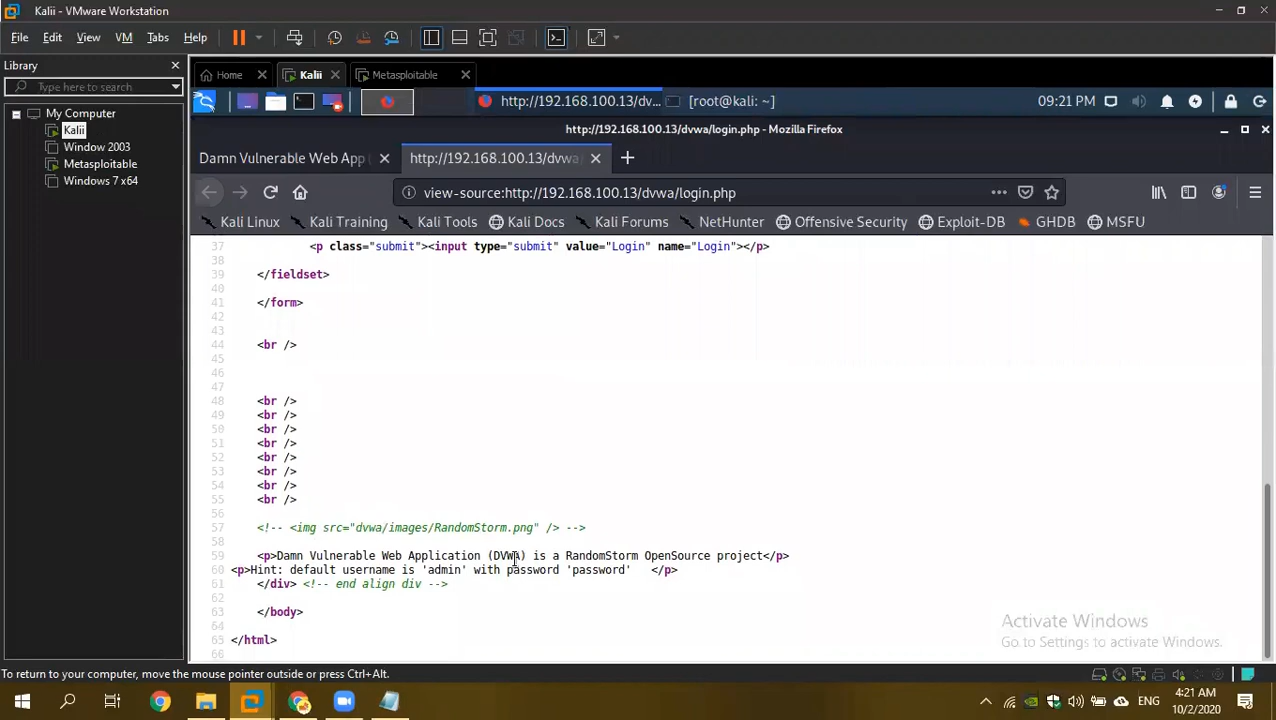 Kalii - VMware Workstation
File Edit View VM Tabs Help
Library
Type here to search
My Computer
Kalii
Window 2003
Metasploitable
Windows 7 x64
Home Kalii Metasploitable
http://192.168.100.13/dv... [root@kali: ~] 09:21 PM
http://192.168.100.13/dvwa/login.php - Mozilla Firefox
Damn Vulnerable Web App ( http://192.168.100.13/dvwa/
view-source:http://192.168.100.13/dvwa/login.php
Kali Linux Kali Training Kali Tools Kali Docs Kali Forums NetHunter Offensive Security Exploit-DB GHDB MSFU
37 <p class="submit"><input type="submit" value="Login" name="Login"></p>
38
39 </fieldset>
40
41 </form>
42
43
44 <br />
45
46
47
48 <br />
49 <br />
50 <br />
51 <br />
52 <br />
53 <br />
54 <br />
55 <br />
56
57 <!-- <img src="dvwa/images/RandomStorm.png" /> -->
58
59 <p>Damn Vulnerable Web Application (DVWA) is a RandomStorm OpenSource project</p>
60 <p>Hint: default username is 'admin' with password 'password' </p>
61 </div> <!-- end align div -->
62
63 </body>
64
65 </html>
66
Activate Windows
Go to Settings to activate Windows.
To return to your computer, move the mouse pointer outside or press Ctrl+Alt.
ENG
4:21 AM
10/2/2020